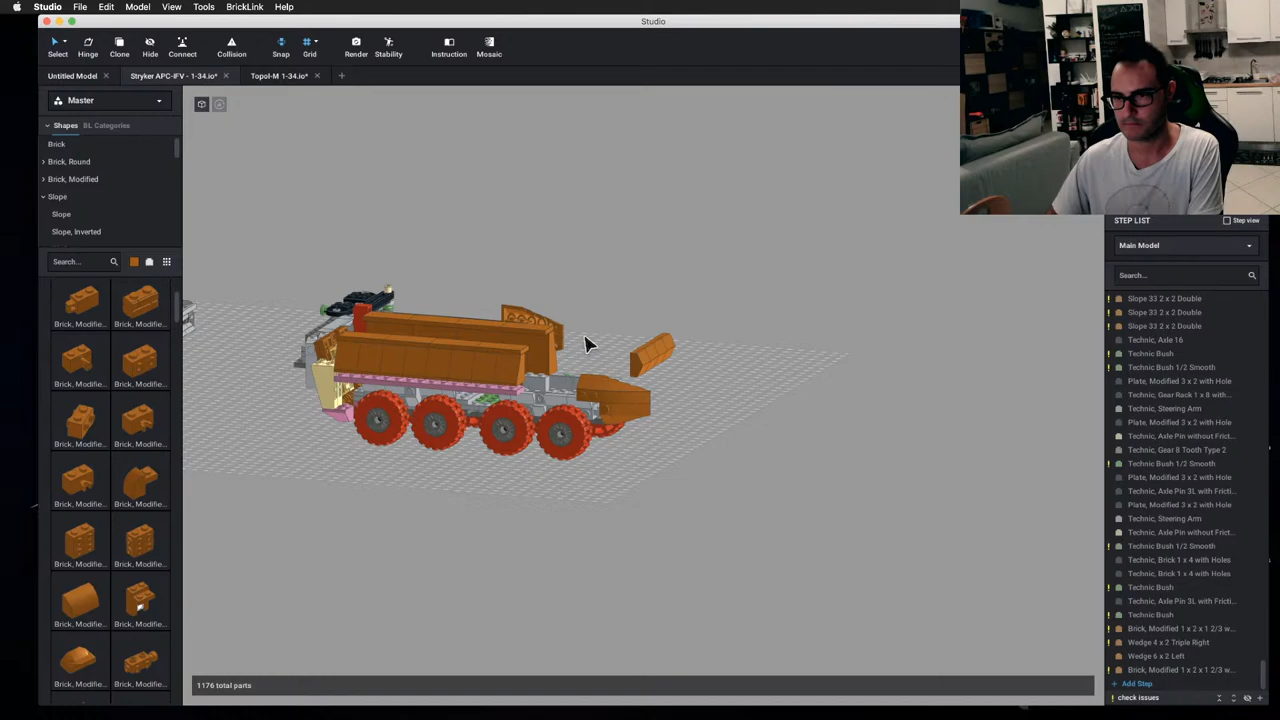 Studio File Edit Model View Tools BrickLink Help
Studio
Select Hinge Clone Hide Connect Collision Snap Grid Render Stability Instruction Mosaic
Untitled Model Stryker APC-IFV - 1-34.io* Topol-M 1-34.io*
Master
Shapes BL Categories
Brick
Brick, Round
Brick, Modified
Slope
Slope
Slope, Inverted
Search...
Brick, Modifie... Brick, Modifie...
Brick, Modifie... Brick, Modifie...
Brick, Modifie... Brick, Modifie...
Brick, Modifie... Brick, Modifie...
Brick, Modifie... Brick, Modifie...
Brick, Modifie... Brick, Modifie...
Brick, Modifie... Brick, Modifie...
1176 total parts
STEP LIST Step view
Main Model
Search...
Slope 33 2 x 2 Double
Slope 33 2 x 2 Double
Slope 33 2 x 2 Double
Technic, Axle 16
Technic Bush
Technic Bush 1/2 Smooth
Plate, Modified 3 x 2 with Hole
Technic, Gear Rack 1 x 8 with...
Technic, Steering Arm
Plate, Modified 3 x 2 with Hole
Technic, Axle Pin without Frict...
Technic, Gear 8 Tooth Type 2
Technic Bush 1/2 Smooth
Plate, Modified 3 x 2 with Hole
Technic, Axle Pin 3L with Fricti...
Plate, Modified 3 x 2 with Hole
Technic, Steering Arm
Technic, Axle Pin without Frict...
Technic Bush 1/2 Smooth
Technic, Brick 1 x 4 with Holes
Technic, Brick 1 x 4 with Holes
Technic Bush
Technic, Axle Pin 3L with Fricti...
Technic Bush
Brick, Modified 1 x 2 x 1 2/3 w...
Wedge 4 x 2 Triple Right
Wedge 6 x 2 Left
Brick, Modified 1 x 2 x 1 2/3 w...
+ Add Step
check issues